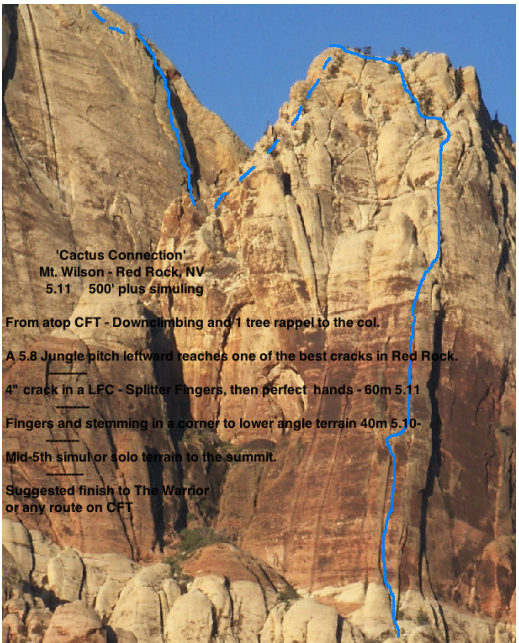 'Cactus Connection'
Mt. Wilson - Red Rock, NV
5.11 500' plus simuling
From atop CFT - Downclimbing and 1 tree rappel to the col.
A 5.8 Jungle pitch leftward reaches one of the best cracks in Red Rock.
4" crack in a LFC - Splitter Fingers, then perfect hands - 60m 5.11
Fingers and stemming in a corner to lower angle terrain 40m 5.10-
Mid-5th simul or solo terrain to the summit.
Suggested finish to The Warrior
or any route on CFT